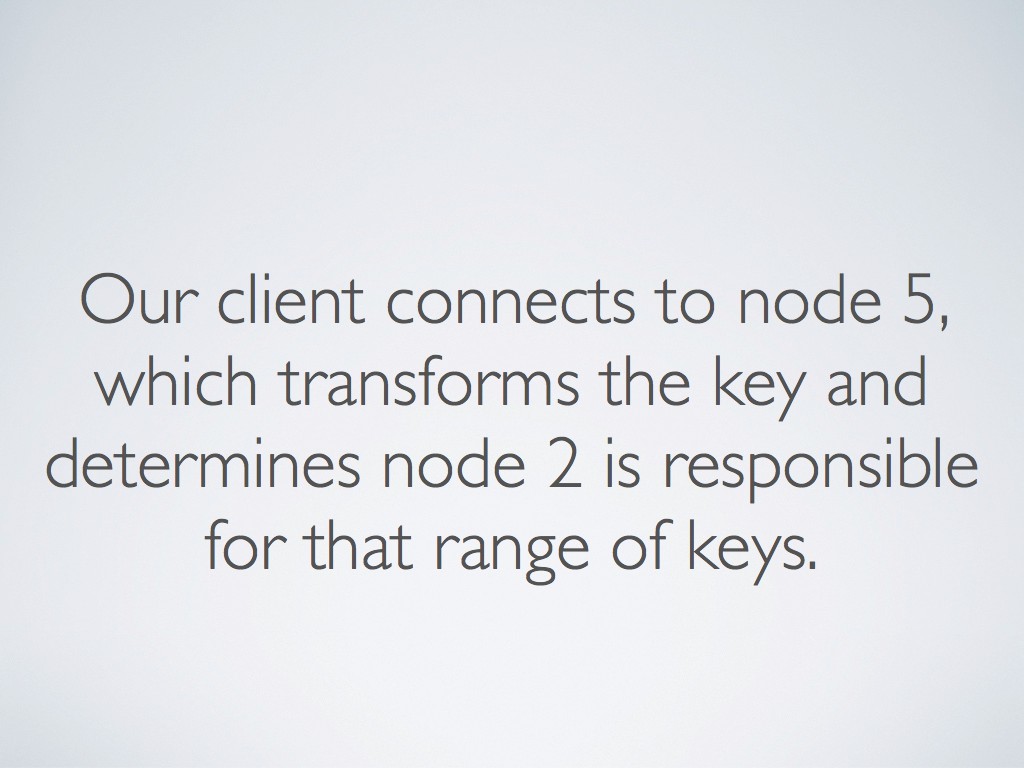 Our client connects to node 5,
which transforms the key and
determines node 2 is responsible
for that range of keys.